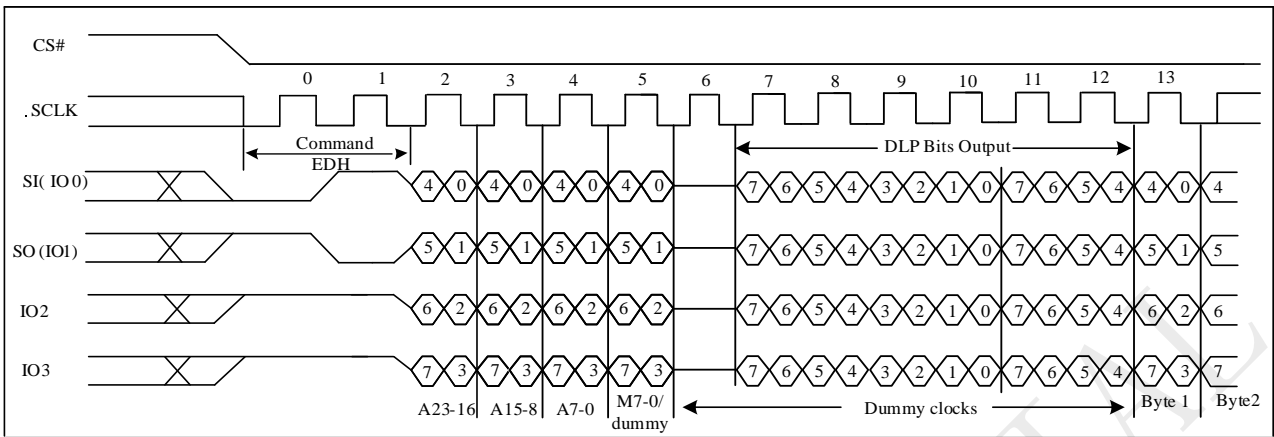 CS#
0 1 2 3 4 5 6 7 8 9 10 11 12 13
.SCLK
Command
EDH
DLP Bits Output
SI( IO 0)
4 0 4 0 4 0 4 0 7 6 5 4 3 2 1 0 7 6 5 4 4 0 4
SO (IO1)
5 1 5 1 5 1 5 1 7 6 5 4 3 2 1 0 7 6 5 4 5 1 5
IO2
6 2 6 2 6 2 6 2 7 6 5 4 3 2 1 0 7 6 5 4 6 2 6
IO3
7 3 7 3 7 3 7 3 7 6 5 4 3 2 1 0 7 6 5 4 7 3 7
A23-16 A15-8 A7-0 M7-0/
dummy
Dummy clocks
Byte 1 Byte2